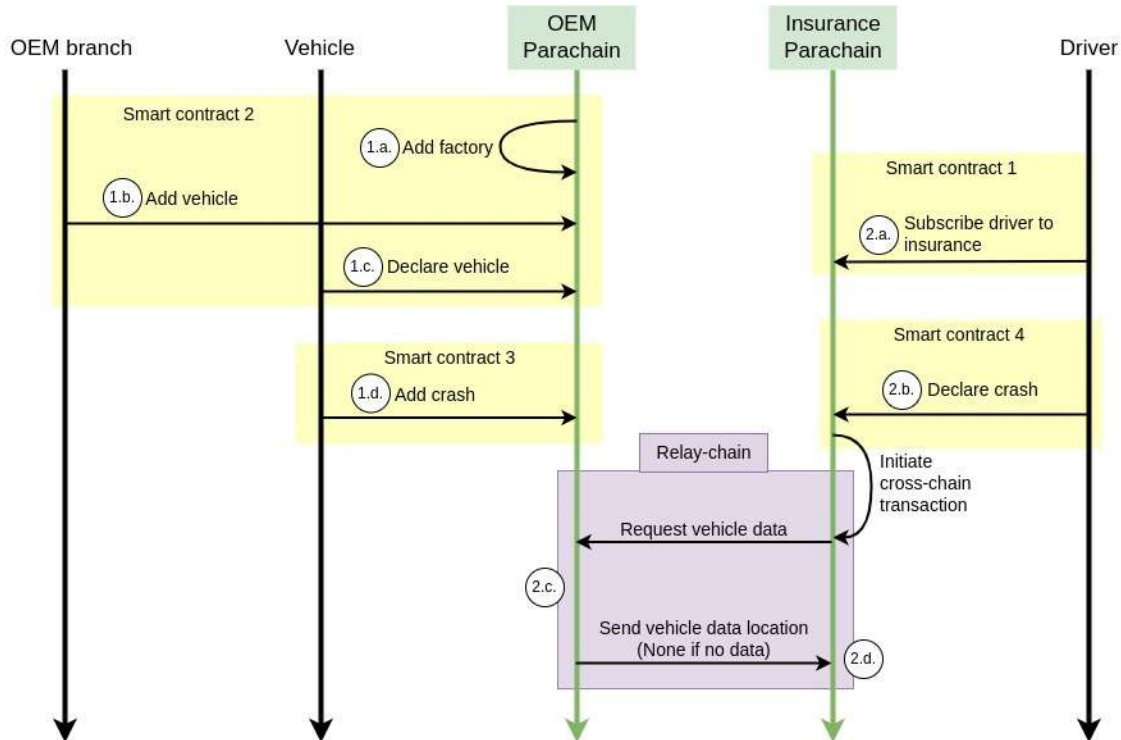 OEM branch
Vehicle
OEM
Parachain
Insurance
Parachain
Driver
Smart contract 2
1.a. Add factory
1.b. Add vehicle
1.c. Declare vehicle
Smart contract 1
2.a. Subscribe driver to
insurance
Smart contract 3
1.d. Add crash
Smart contract 4
2.b. Declare crash
Relay-chain
Initiate
cross-chain
transaction
Request vehicle data
2.c.
Send vehicle data location
(None if no data)
2.d.